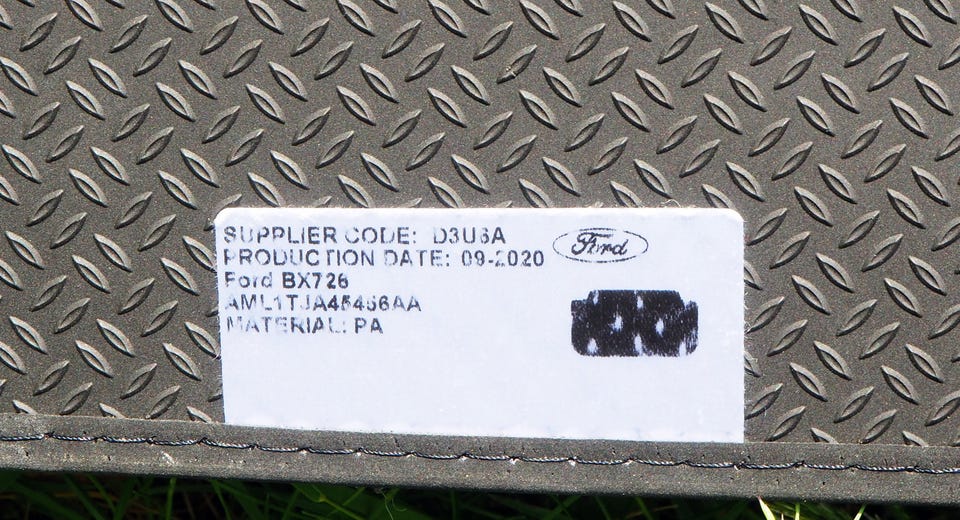 SUPPLIER CODE: D3U6A
Ford
PRODUCTION DATE: 09-2020
Ford BX726
AML1TJA45456AA
MATERIAL: PA